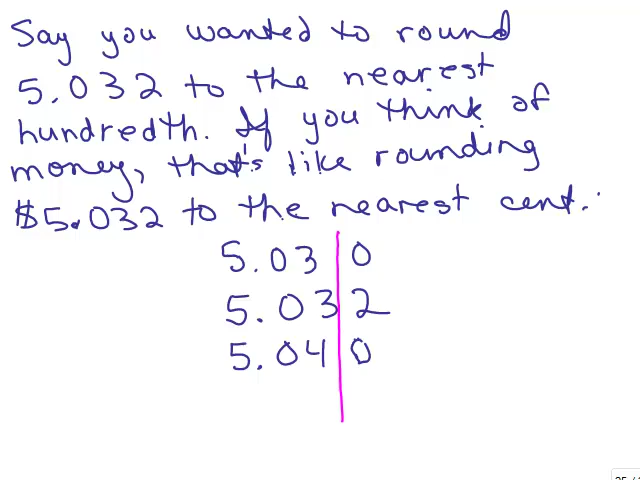 Say you wanted to round
5.032 to the nearest
hundredth. If you think of
money, that's like rounding
$5.032 to the nearest cent.
5.03 0
5.03 2
5.04 0